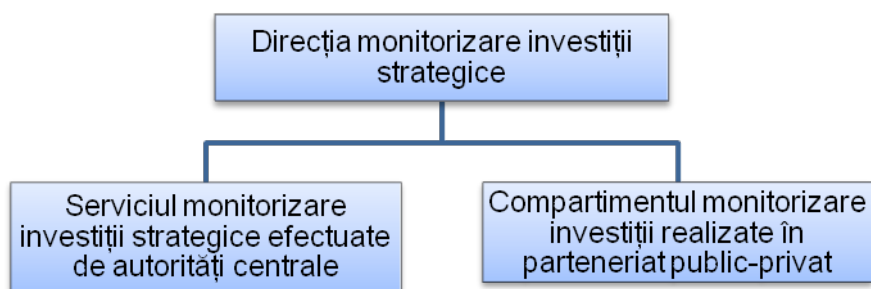 Direcția monitorizare investiții
strategice
Serviciul monitorizare
investiții strategice efectuate
de autorități centrale
Compartimentul monitorizare
investiții realizate în
parteneriat public-privat